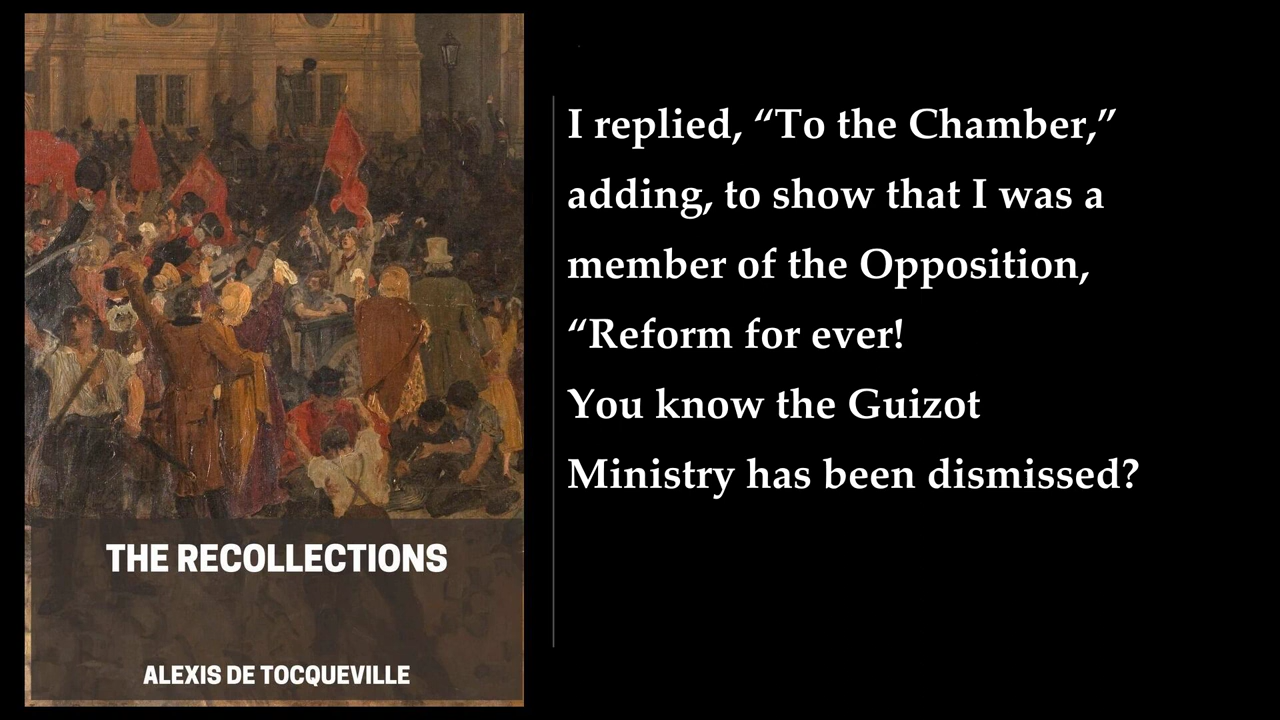 THE RECOLLECTIONS
ALEXIS DE TOCQUEVILLE
I replied, “To the Chamber,”
adding, to show that I was a
member of the Opposition,
“Reform for ever!
You know the Guizot
Ministry has been dismissed?